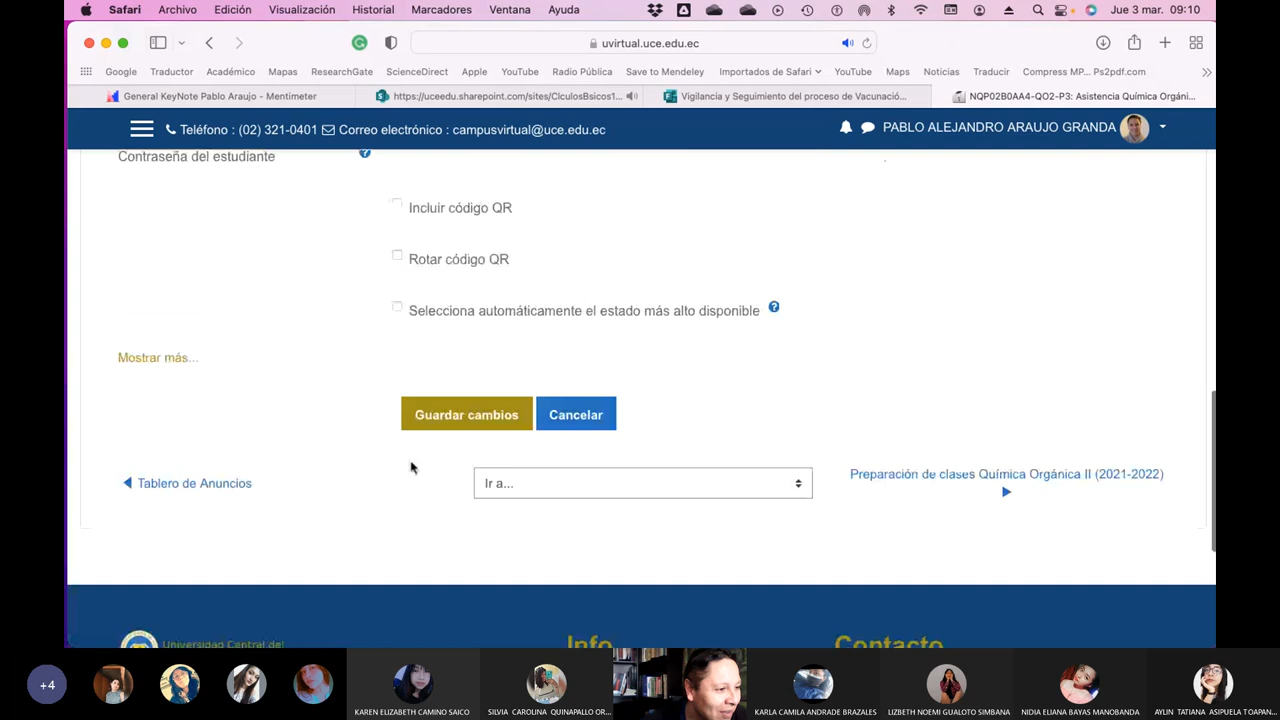 Safari Archivo Edición Visualización Historial Marcadores Ventana Ayuda Jue 3 mar. 09:10
uvirtual.uce.edu.ec
Google Traductor Académico Mapas ResearchGate ScienceDirect Apple YouTube Radio Pública Save to Mendeley Importados de Safari YouTube Maps Noticias Traducir Compress MP... Ps2pdf.com
General KeyNote Pablo Araujo - Mentimeter https://uceedu.sharepoint.com/sites/CIculosBsicos1... Vigilancia y Seguimiento del proceso de Vacunació... NQP02B0AA4-QO2-P3: Asistencia Química Orgáni...
Teléfono : (02) 321-0401 Correo electrónico : campusvirtual@uce.edu.ec PABLO ALEJANDRO ARAUJO GRANDA
Contraseña del estudiante
Incluir código QR
Rotar código QR
Selecciona automáticamente el estado más alto disponible
Mostrar más...
Guardar cambios Cancelar
Tablero de Anuncios Ir a... Preparación de clases Química Orgánica II (2021-2022)
Universidad Central del Info Contacto
+4 KAREN ELIZABETH CAMINO SAICO SILVIA CAROLINA QUINAPALLO OR... KARLA CAMILA ANDRADE BRAZALES LIZBETH NOEMI GUALOTO SIMBANA NIDIA ELIANA BAYAS MANOBANDA AYLIN TATIANA ASIPUELA TOAPAN...